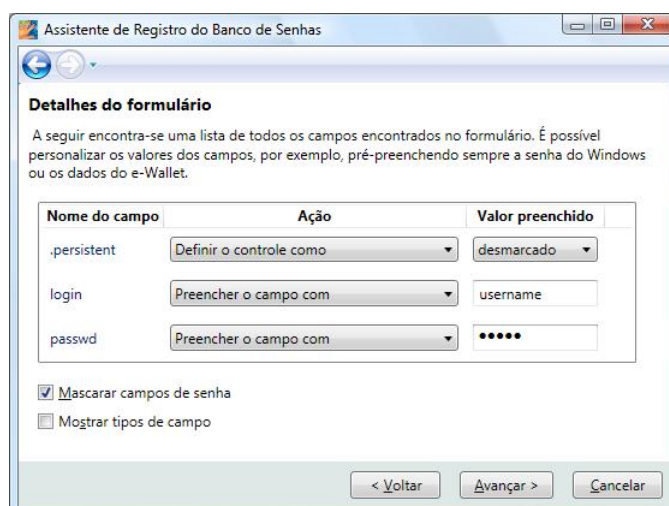 Assistente de Registro do Banco de Senhas
Detalhes do formulário
A seguir encontra-se uma lista de todos os campos encontrados no formulário. É possível
personalizar os valores dos campos, por exemplo, pré-preenchendo sempre a senha do Windows
ou os dados do e-Wallet.
Nome do campo Ação Valor preenchido
.persistent Definir o controle como desmarcado
login Preencher o campo com username
passwd Preencher o campo com •••••
Mascarar campos de senha
Mostrar tipos de campo
< Voltar Avançar > Cancelar